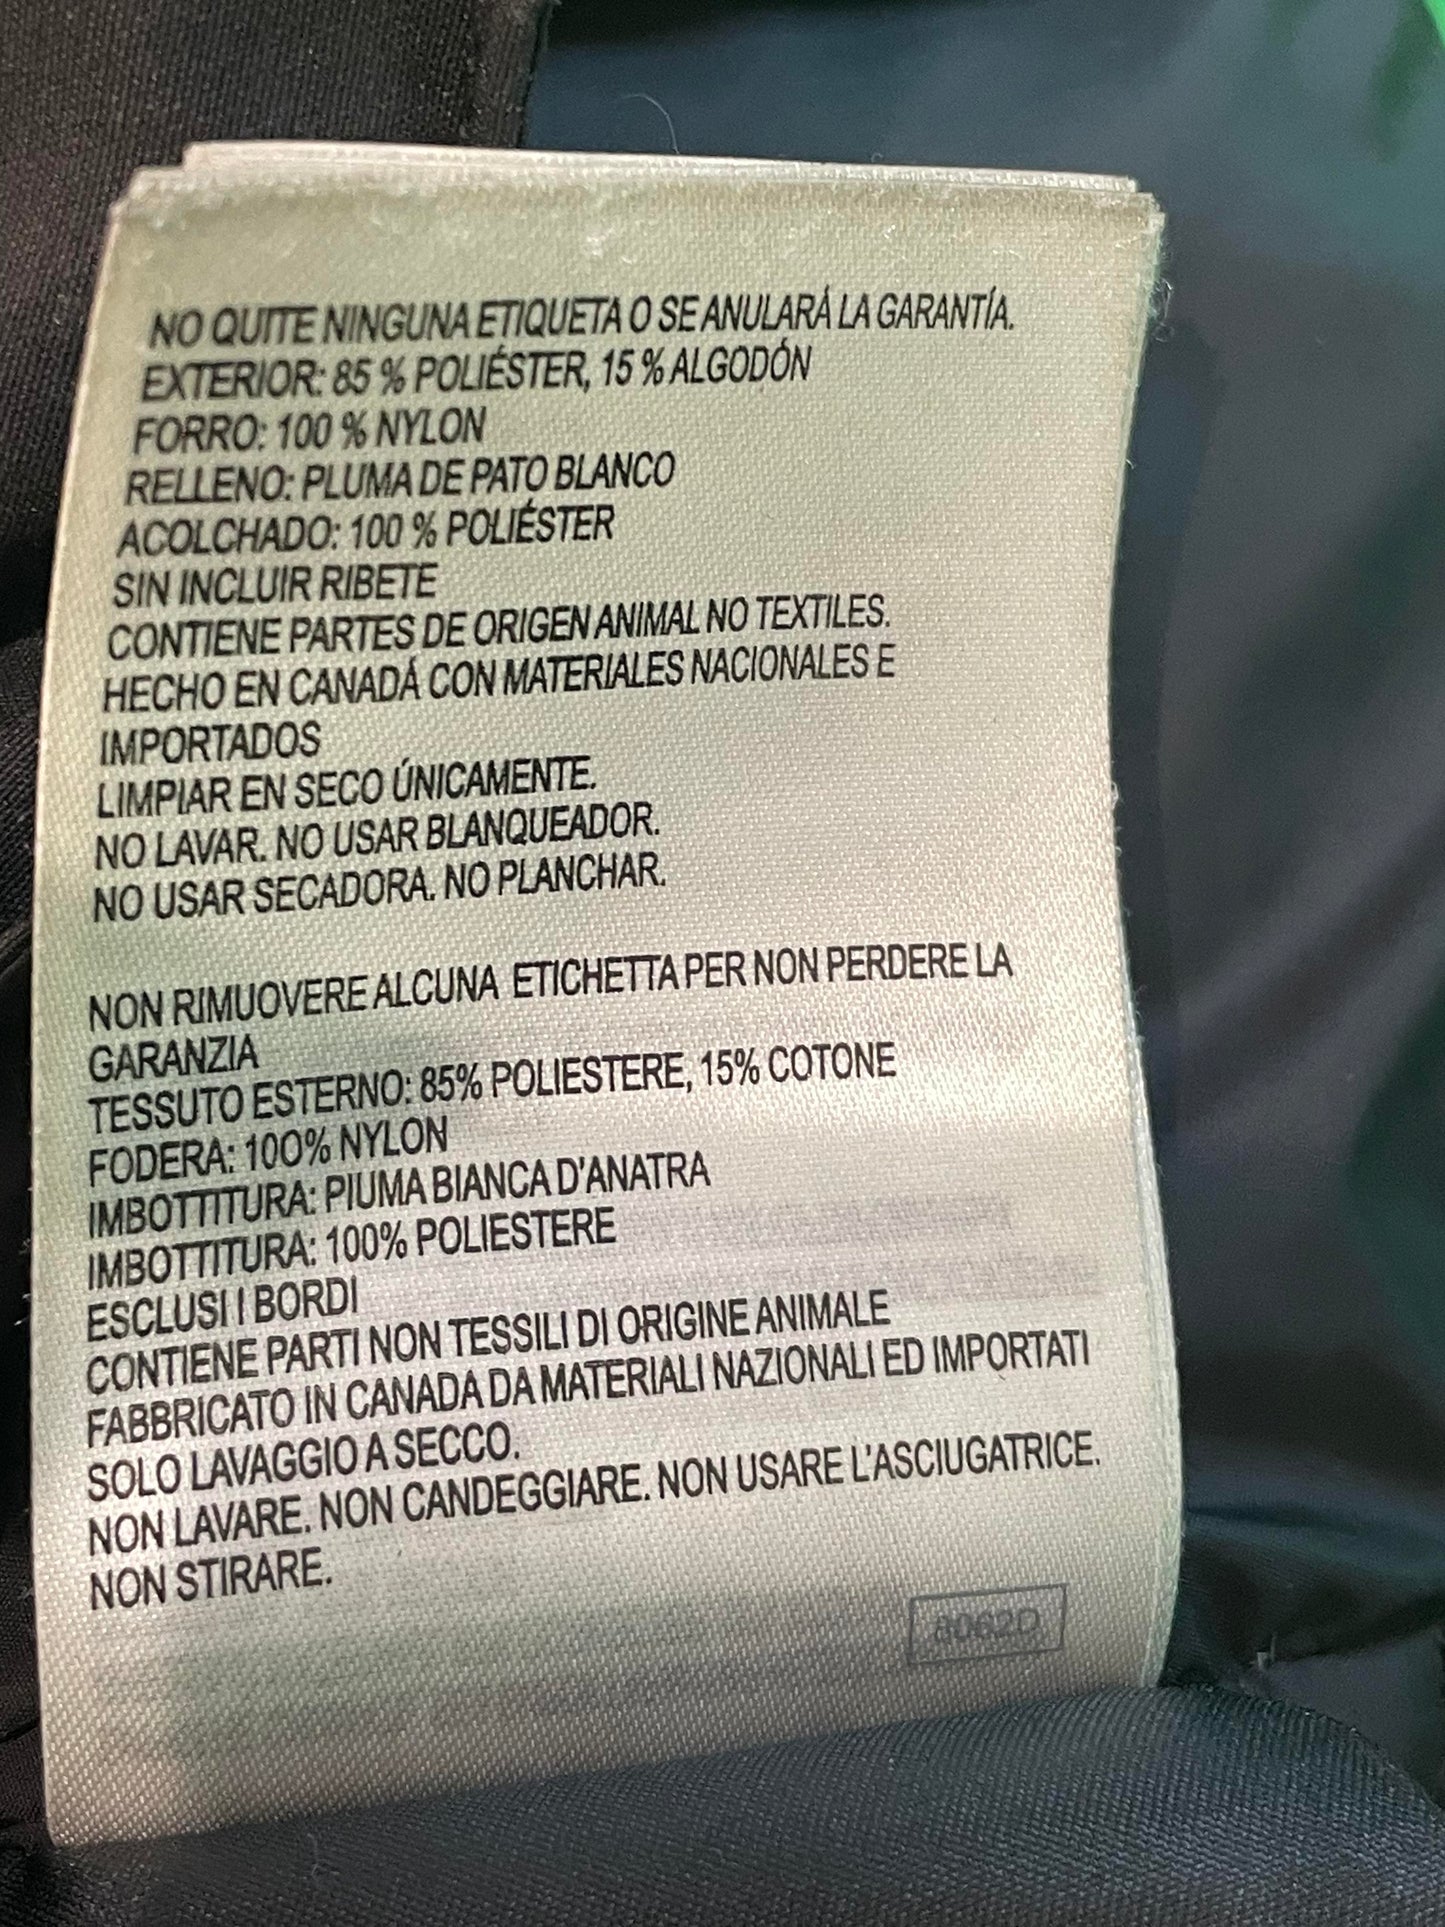 NO QUITE NINGUNA ETIQUETA O SE ANULARÁ LA GARANTÍA.
EXTERIOR: 85 % POLIÉSTER, 15 % ALGODÓN
FORRO: 100 % NYLON
RELLENO: PLUMA DE PATO BLANCO
ACOLCHADO: 100 % POLIÉSTER
SIN INCLUIR RIBETE
CONTIENE PARTES DE ORIGEN ANIMAL NO TEXTILES.
HECHO EN CANADÁ CON MATERIALES NACIONALES E
IMPORTADOS
LIMPIAR EN SECO ÚNICAMENTE.
NO LAVAR. NO USAR BLANQUEADOR.
NO USAR SECADORA. NO PLANCHAR.
NON RIMUOVERE ALCUNA ETICHETTA PER NON PERDERE LA
GARANZIA
TESSUTO ESTERNO: 85% POLIESTERE, 15% COTONE
FODERA: 100% NYLON
IMBOTTITURA: PIUMA BIANCA D'ANATRA
IMBOTTITURA: 100% POLIESTERE
ESCLUSI I BORDI
CONTIENE PARTI NON TESSILI DI ORIGINE ANIMALE
FABBRICATO IN CANADA DA MATERIALI NAZIONALI ED IMPORTATI
SOLO LAVAGGIO A SECCO.
NON LAVARE. NON CANDEGGIARE. NON USARE L'ASCIUGATRICE.
NON STIRARE.